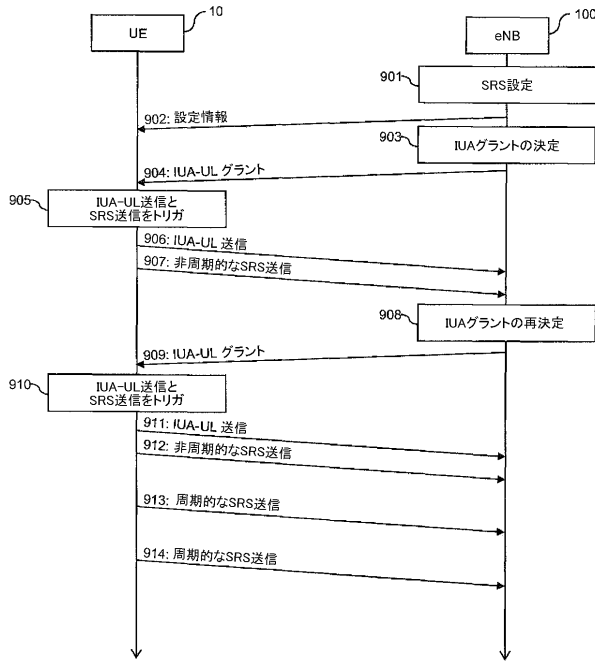 10
UE
100
eNB
901
SRS設定
902: 設定情報
903
IUAグラントの決定
904: IUA-UL グラント
905
IUA-UL送信と
SRS送信をトリガ
906: IUA-UL 送信
907: 非周期的なSRS送信
908
IUAグラントの再決定
909: IUA-UL グラント
910
IUA-UL送信と
SRS送信をトリガ
911: IUA-UL 送信
912: 非周期的なSRS送信
913: 周期的なSRS送信
914: 周期的なSRS送信